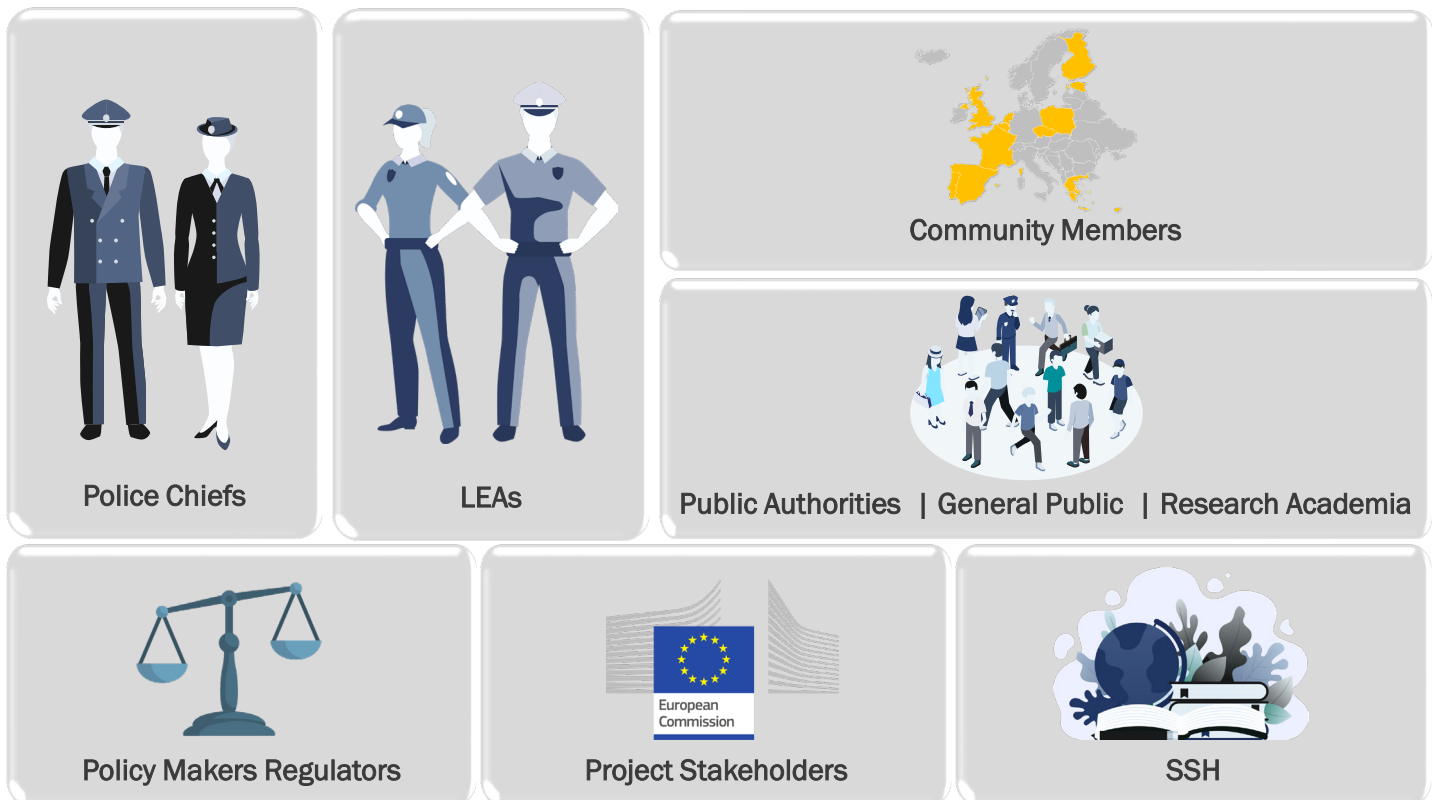 Police Chiefs
LEAs
Community Members
Public Authorities | General Public | Research Academia
Policy Makers Regulators
European
Commission
Project Stakeholders
SSH